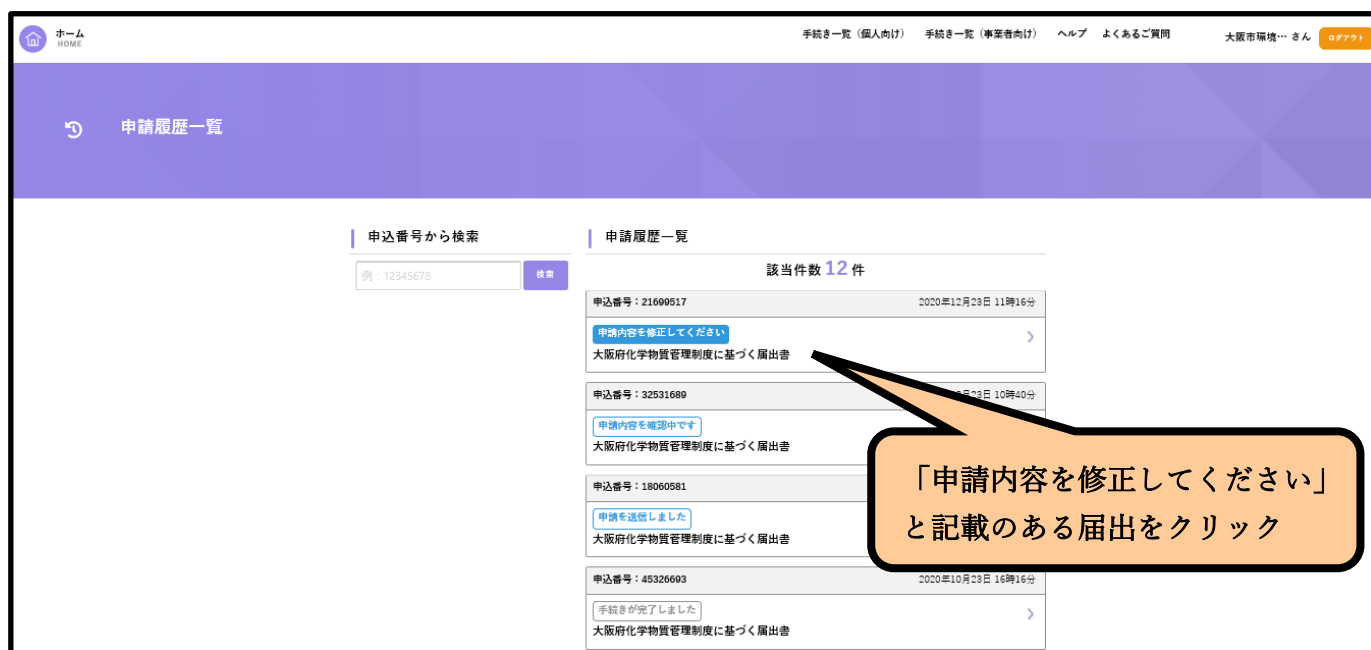 ホーム
HOME
手続き一覧（個人向け） 手続き一覧（事業者向け） ヘルプ よくあるご質問 大阪市環境… さん ログアウト
申請履歴一覧
申込番号から検索
例：12345678 検索
申請履歴一覧
該当件数 12 件
申込番号：21699517 2020年12月23日 11時16分
申請内容を修正してください
大阪府化学物質管理制度に基づく届出書
申込番号：32531689 23日 10時40分
申請内容を確認中です
大阪府化学物質管理制度に基づく届出書
申込番号：18060581
申請を送信しました
大阪府化学物質管理制度に基づく届出書
申込番号：45326693 2020年10月23日 16時16分
手続きが完了しました
大阪府化学物質管理制度に基づく届出書
「申請内容を修正してください」
と記載のある届出をクリック